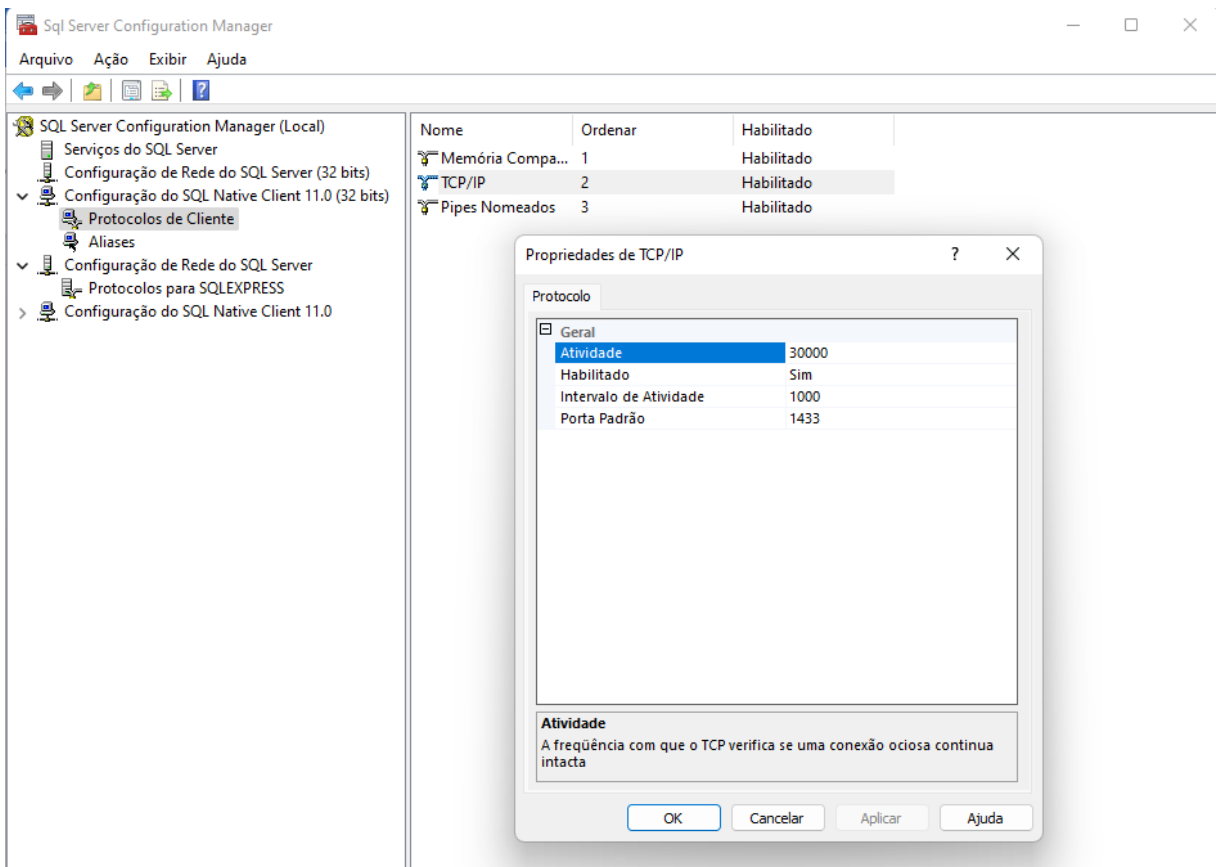 Sql Server Configuration Manager
Arquivo Ação Exibir Ajuda
SQL Server Configuration Manager (Local)
Serviços do SQL Server
Configuração de Rede do SQL Server (32 bits)
Configuração do SQL Native Client 11.0 (32 bits)
Protocolos de Cliente
Aliases
Configuração de Rede do SQL Server
Protocolos para SQLEXPRESS
Configuração do SQL Native Client 11.0
Nome Ordenar Habilitado
Memória Compa... 1 Habilitado
TCP/IP 2 Habilitado
Pipes Nomeados 3 Habilitado
Propriedades de TCP/IP ?
Protocolo
Geral
Atividade 30000
Habilitado Sim
Intervalo de Atividade 1000
Porta Padrão 1433
Atividade
A freqüência com que o TCP verifica se uma conexão ociosa continua
intacta
OK Cancelar Aplicar Ajuda